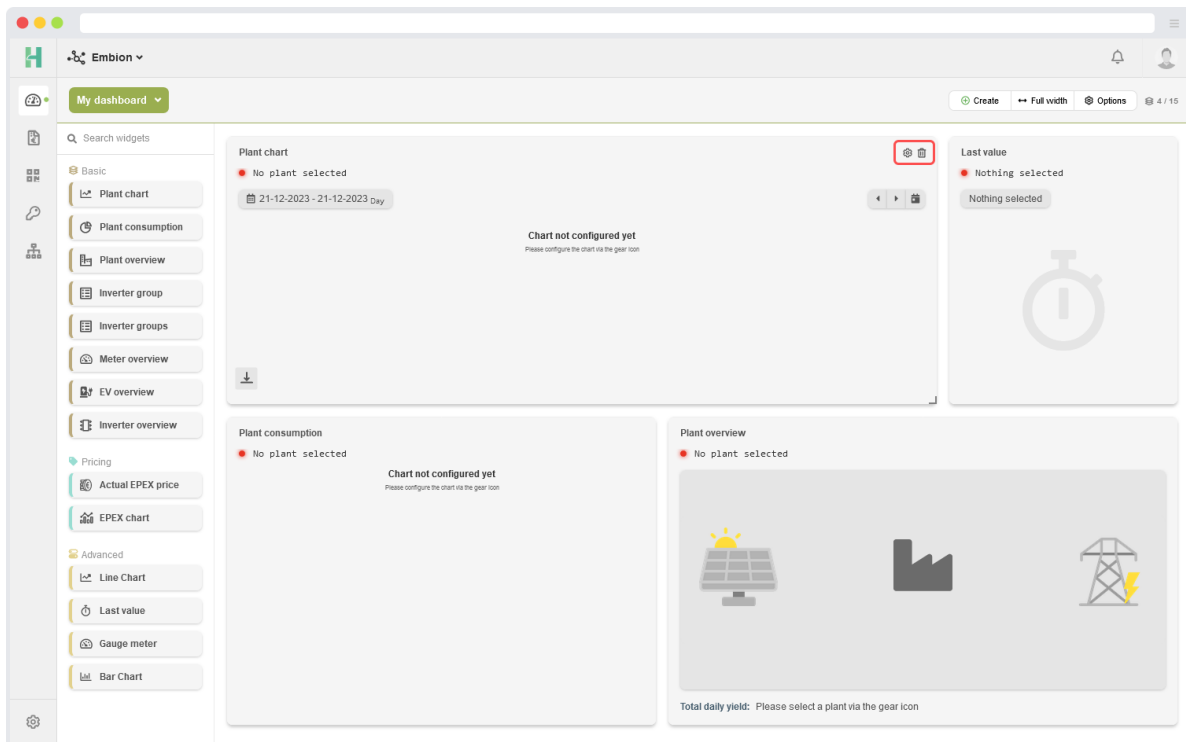 H
Embion
My dashboard
Create
Full width
Options
4 / 15
Search widgets
Basic
Plant chart
Plant consumption
Plant overview
Inverter group
Inverter groups
Meter overview
EV overview
Inverter overview
Pricing
Actual EPEX price
EPEX chart
Advanced
Line Chart
Last value
Gauge meter
Bar Chart
Plant chart
No plant selected
21-12-2023 - 21-12-2023 Day
Chart not configured yet
Please configure the chart via the gear icon
Last value
Nothing selected
Nothing selected
Plant consumption
No plant selected
Chart not configured yet
Please configure the chart via the gear icon
Plant overview
No plant selected
Total daily yield: Please select a plant via the gear icon